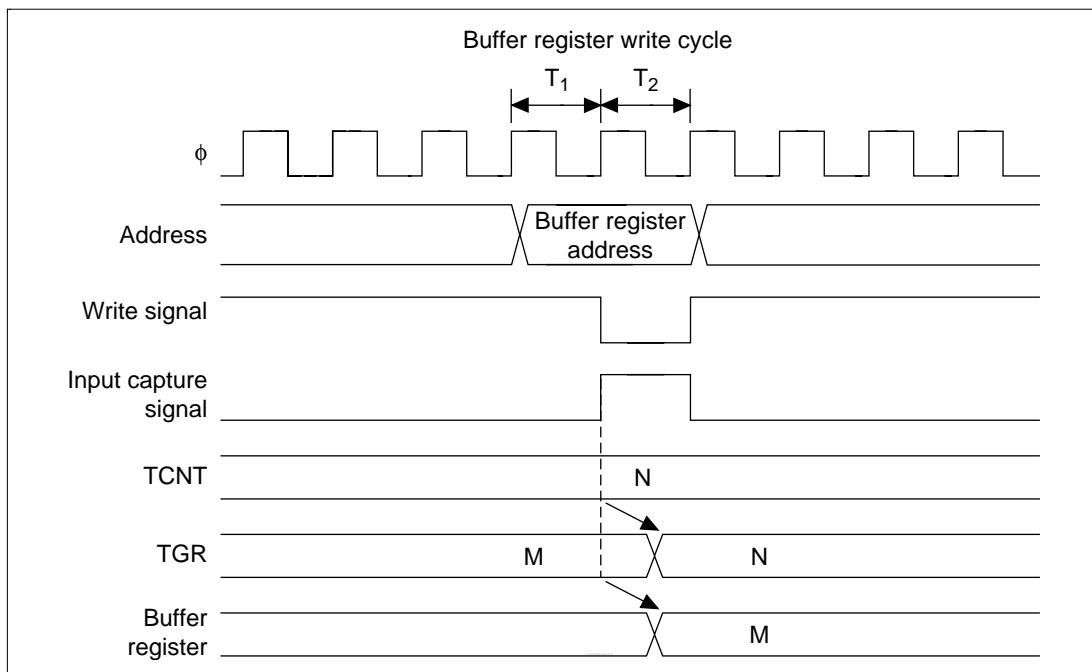 Buffer register write cycle
T1 T2
ϕ
Address
Buffer register
address
Write signal
Input capture
signal
TCNT
N
TGR
M
N
Buffer
register
M